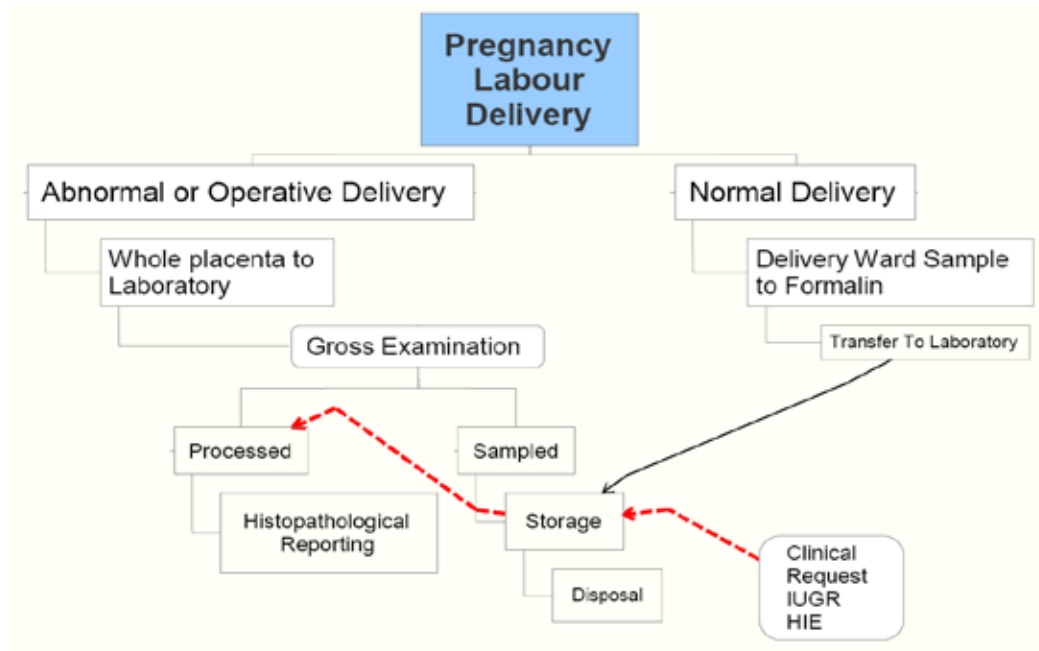 Pregnancy
Labour
Delivery
Abnormal or Operative Delivery
Normal Delivery
Whole placenta to
Laboratory
Delivery Ward Sample
to Formalin
Gross Examination
Transfer To Laboratory
Processed
Sampled
Histopathological
Reporting
Storage
Clinical
Request
IUGR
HIE
Disposal